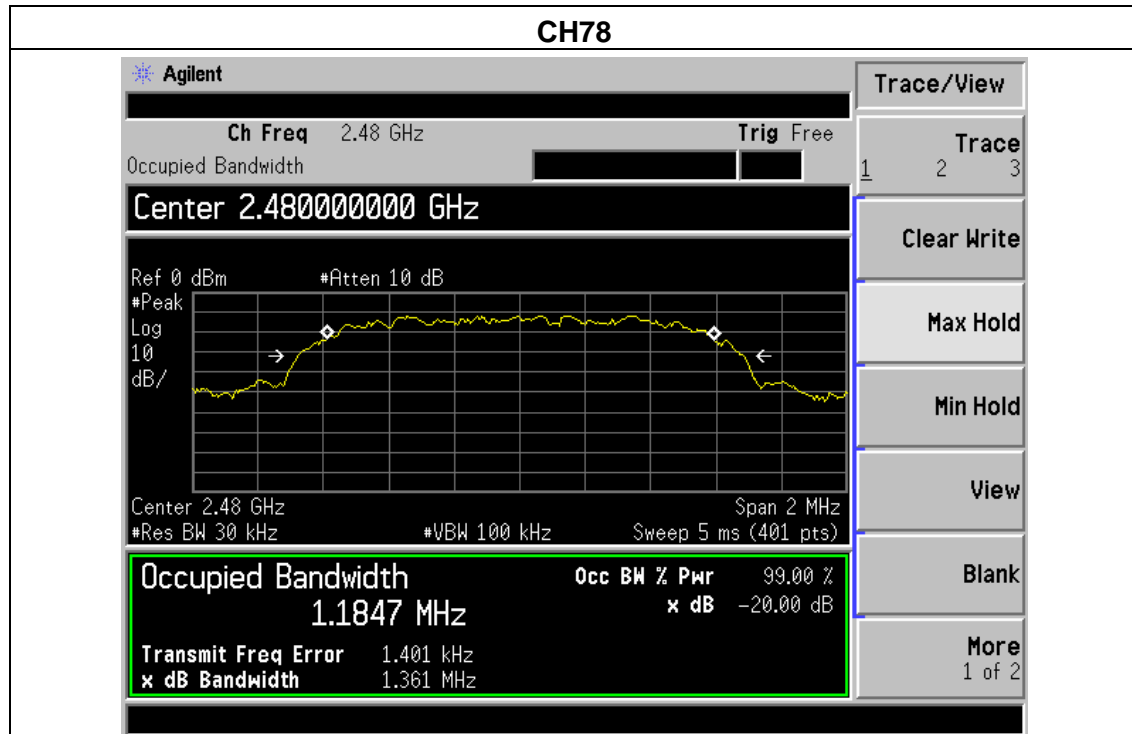 CH78
Agilent
Trace/View
Ch Freq 2.48 GHz Trig Free
Occupied Bandwidth
Trace
1 2 3
Center 2.480000000 GHz
Clear Write
Ref 0 dBm #Atten 10 dB
#Peak
Log
10
dB/
Max Hold
Min Hold
View
Center 2.48 GHz Span 2 MHz
#Res BW 30 kHz #VBW 100 kHz Sweep 5 ms (401 pts)
Occupied Bandwidth Occ BW % Pwr 99.00 %
1.1847 MHz x dB -20.00 dB
Blank
Transmit Freq Error 1.401 kHz
x dB Bandwidth 1.361 MHz
More
1 of 2